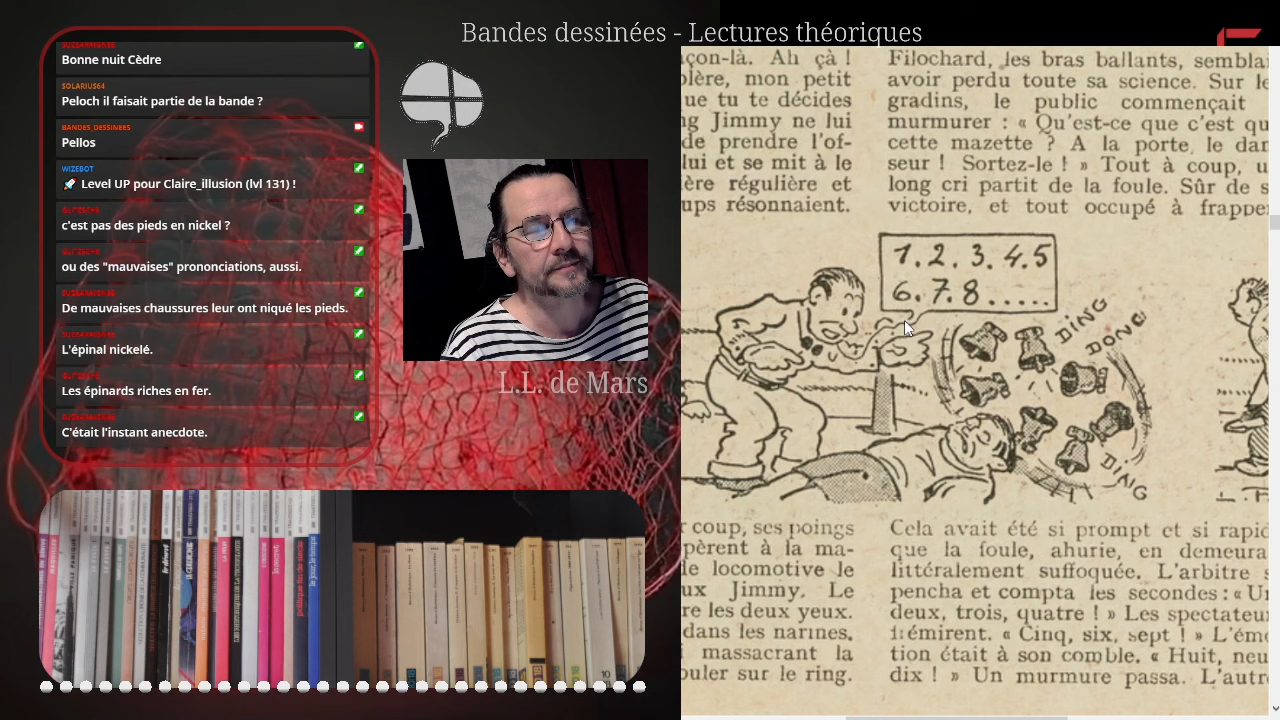 Bandes dessinées - Lectures théoriques
Bonne nuit Cèdre
SOLARIUS64
Peloch il faisait partie de la bande ?
BANDES_DESSINEES
Pellos
WIZEBOT
Level UP pour Claire_illusion (lvl 131) !
c'est pas des pieds en nickel ?
ou des "mauvaises" prononciations, aussi.
De mauvaises chaussures leur ont niqué les pieds.
L'épinal nickelé.
Les épinards riches en fer.
C'était l'instant anecdote.
L.L. de Mars
çon-là. Ah çà !
olère, mon petit
ue tu te décides
g Jimmy ne lui
de prendre l'of-
lui et se mit à le
ère régulière et
ups résonnaient.
Filochard, les bras ballants, semblai
avoir perdu toute sa science. Sur le
gradins, le public commençait
murmurer : « Qu'est-ce que c'est qu
cette mazette ? A la porte, le dan
seur ! Sortez-le ! » Tout à coup, u
long cri partit de la foule. Sûr de s
victoire, et tout occupé à frapper
1.2.3.4.5
6.7.8.....
DING
DONG
DING
r coup, ses poings
pèrent à la ma-
le locomotive le
ux Jimmy. Le
re les deux yeux.
dans les narines,
massacrant la
ouler sur le ring.
Cela avait été si prompt et si rapid
que la foule, ahurie, en demeura
littéralement suffoquée. L'arbitre s
pencha et compta les secondes : « Un
deux, trois, quatre ! » Les spectateur
frémirent. « Cinq, six, sept ! » L'émo
tion était à son comble. « Huit, neu
dix ! » Un murmure passa. L'autr